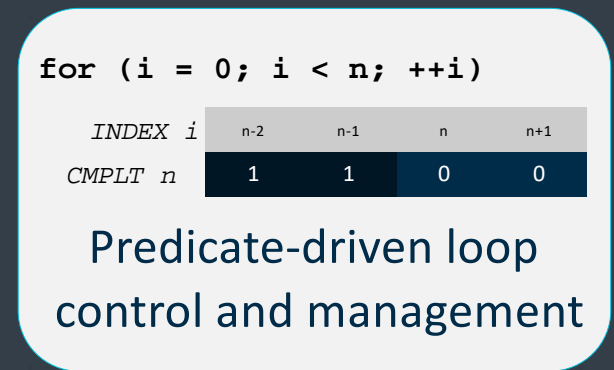 for (i = 0; i < n; ++i)
INDEX i n-2 n-1 n n+1
CMPLT n 1 1 0 0
Predicate-driven loop
control and management